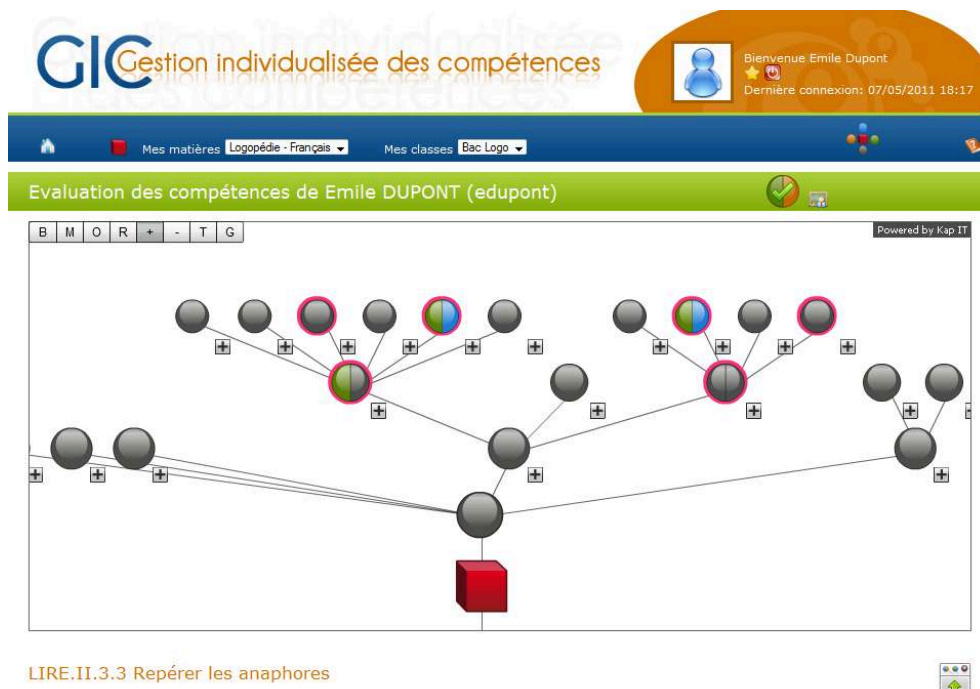 GIC Gestion individualisée des compétences
Bienvenue Emile Dupont
Dernière connexion: 07/05/2011 18:17
Mes matières Logopédie - Français Mes classes Bac Logo
Evaluation des compétences de Emile DUPONT (edupont)
B M O R + - T G
Powered by Kap IT
LIRE.II.3.3 Repérer les anaphores